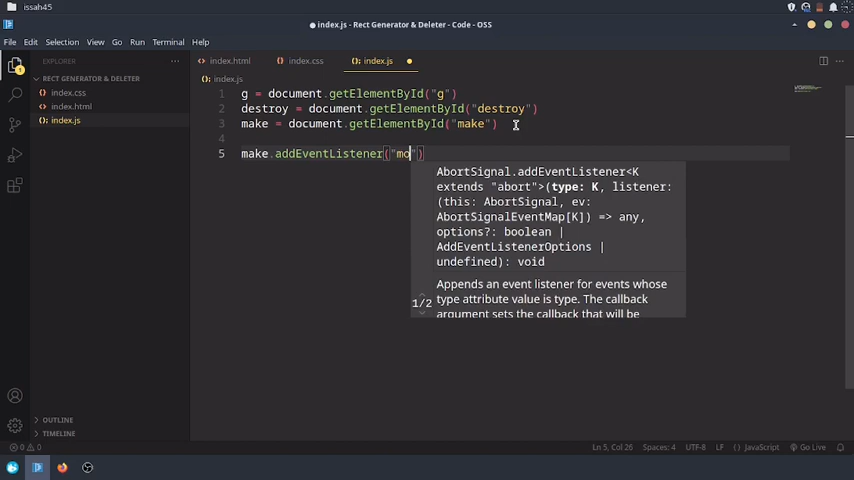 issah45
● index.js - Rect Generator & Deleter - Code - OSS
File Edit Selection View Go Run Terminal Help
EXPLORER ···
index.html index.css index.js ●
RECT GENERATOR & DELETER
index.js
index.css
index.html
index.js
1 g = document.getElementById("g")
2 destroy = document.getElementById("destroy")
3 make = document.getElementById("make")
4
5 make.addEventListener("mo")
AbortSignal.addEventListener<K
extends "abort">(type: K, listener:
(this: AbortSignal, ev:
AbortSignalEventMap[K]) => any,
options?: boolean |
AddEventListenerOptions |
undefined): void
Appends an event listener for events whose
1/2 type attribute value is type. The callback
argument sets the callback that will be
OUTLINE
TIMELINE
0 0 Ln 5, Col 26 Spaces: 4 UTF-8 LF {} JavaScript Go Live